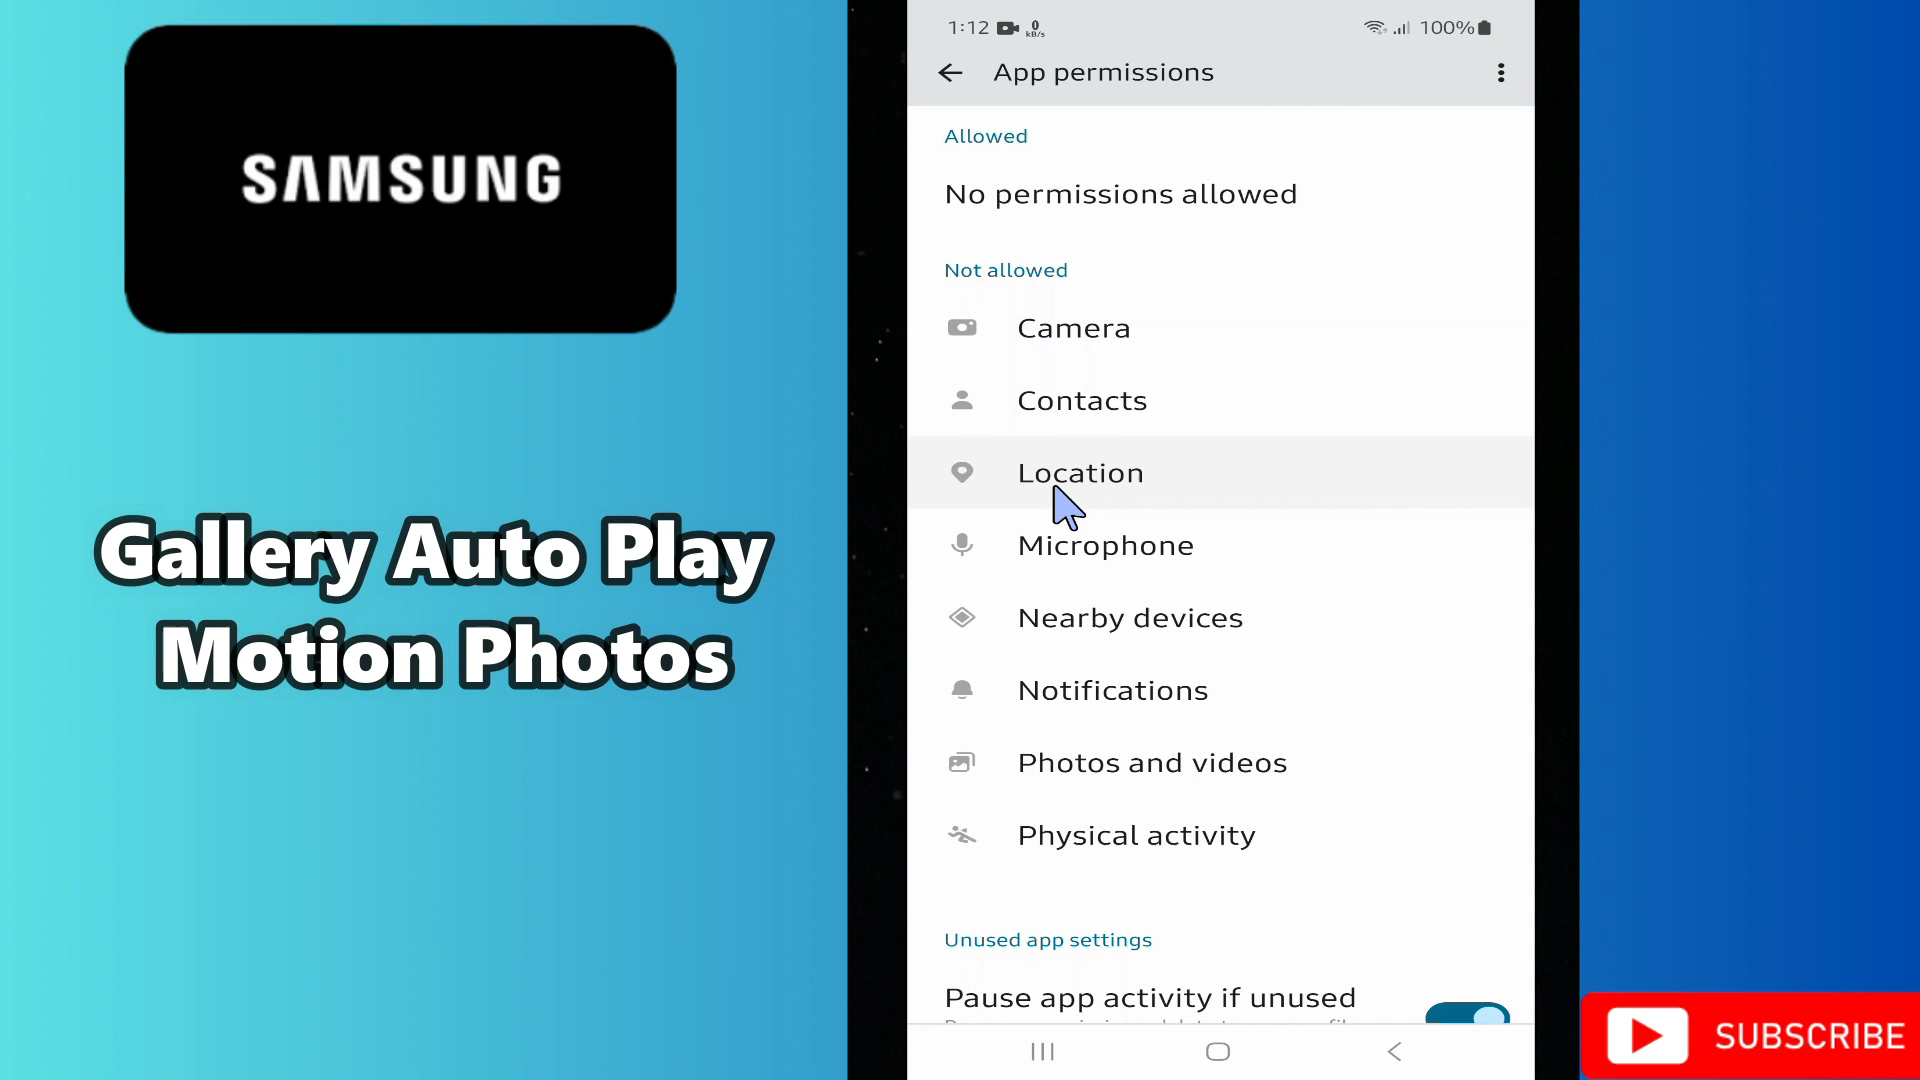 SAMSUNG
Gallery Auto Play
Motion Photos
1:12
0
kB/s
100%
App permissions
Allowed
No permissions allowed
Not allowed
Camera
Contacts
Location
Microphone
Nearby devices
Notifications
Photos and videos
Physical activity
Unused app settings
Pause app activity if unused
SUBSCRIBE